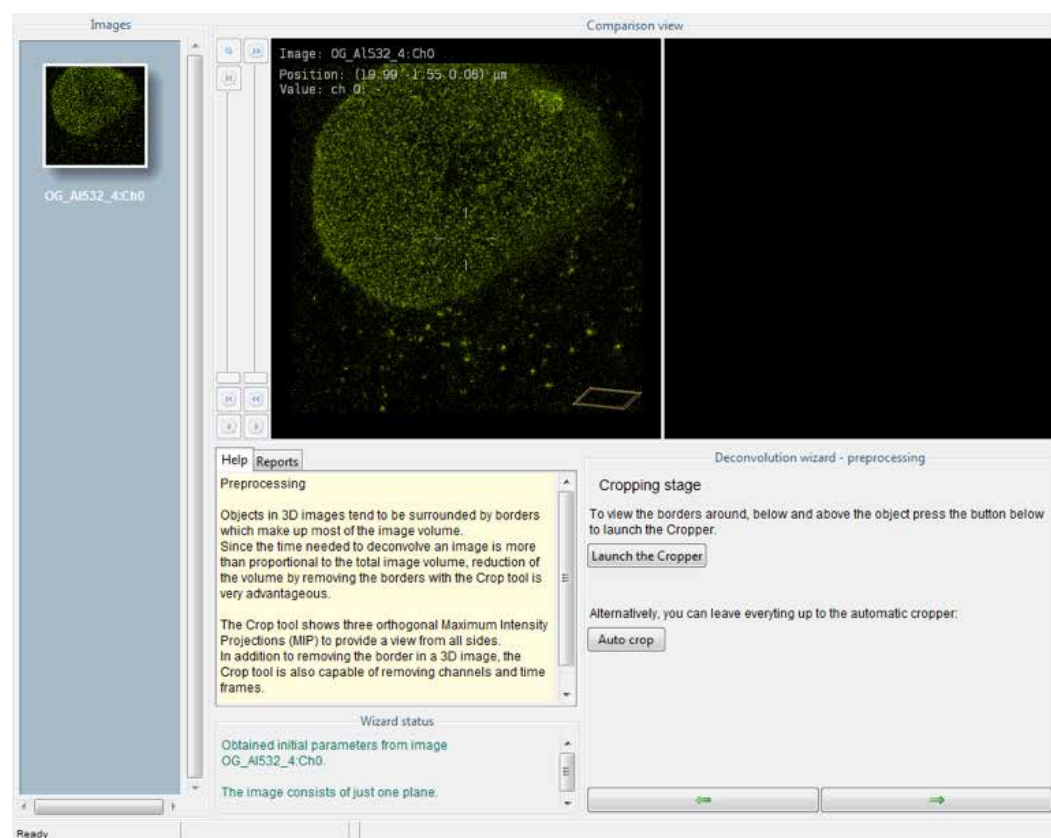 Images
Comparison view
Image: OG_Al532_4:Ch0
Position: (19.99 -1.55 0.06) µm
Value: ch 0: -
OG_Al532_4:Ch0
Help Reports
Preprocessing
Objects in 3D images tend to be surrounded by borders
which make up most of the image volume.
Since the time needed to deconvolve an image is more
than proportional to the total image volume, reduction of
the volume by removing the borders with the Crop tool is
very advantageous.
The Crop tool shows three orthogonal Maximum Intensity
Projections (MIP) to provide a view from all sides.
In addition to removing the border in a 3D image, the
Crop tool is also capable of removing channels and time
frames.
Wizard status
Obtained initial parameters from image
OG_Al532_4:Ch0.
The image consists of just one plane.
Deconvolution wizard - preprocessing
Cropping stage
To view the borders around, below and above the object press the button below
to launch the Cropper.
Launch the Cropper
Alternatively, you can leave everyting up to the automatic cropper:
Auto crop
Ready